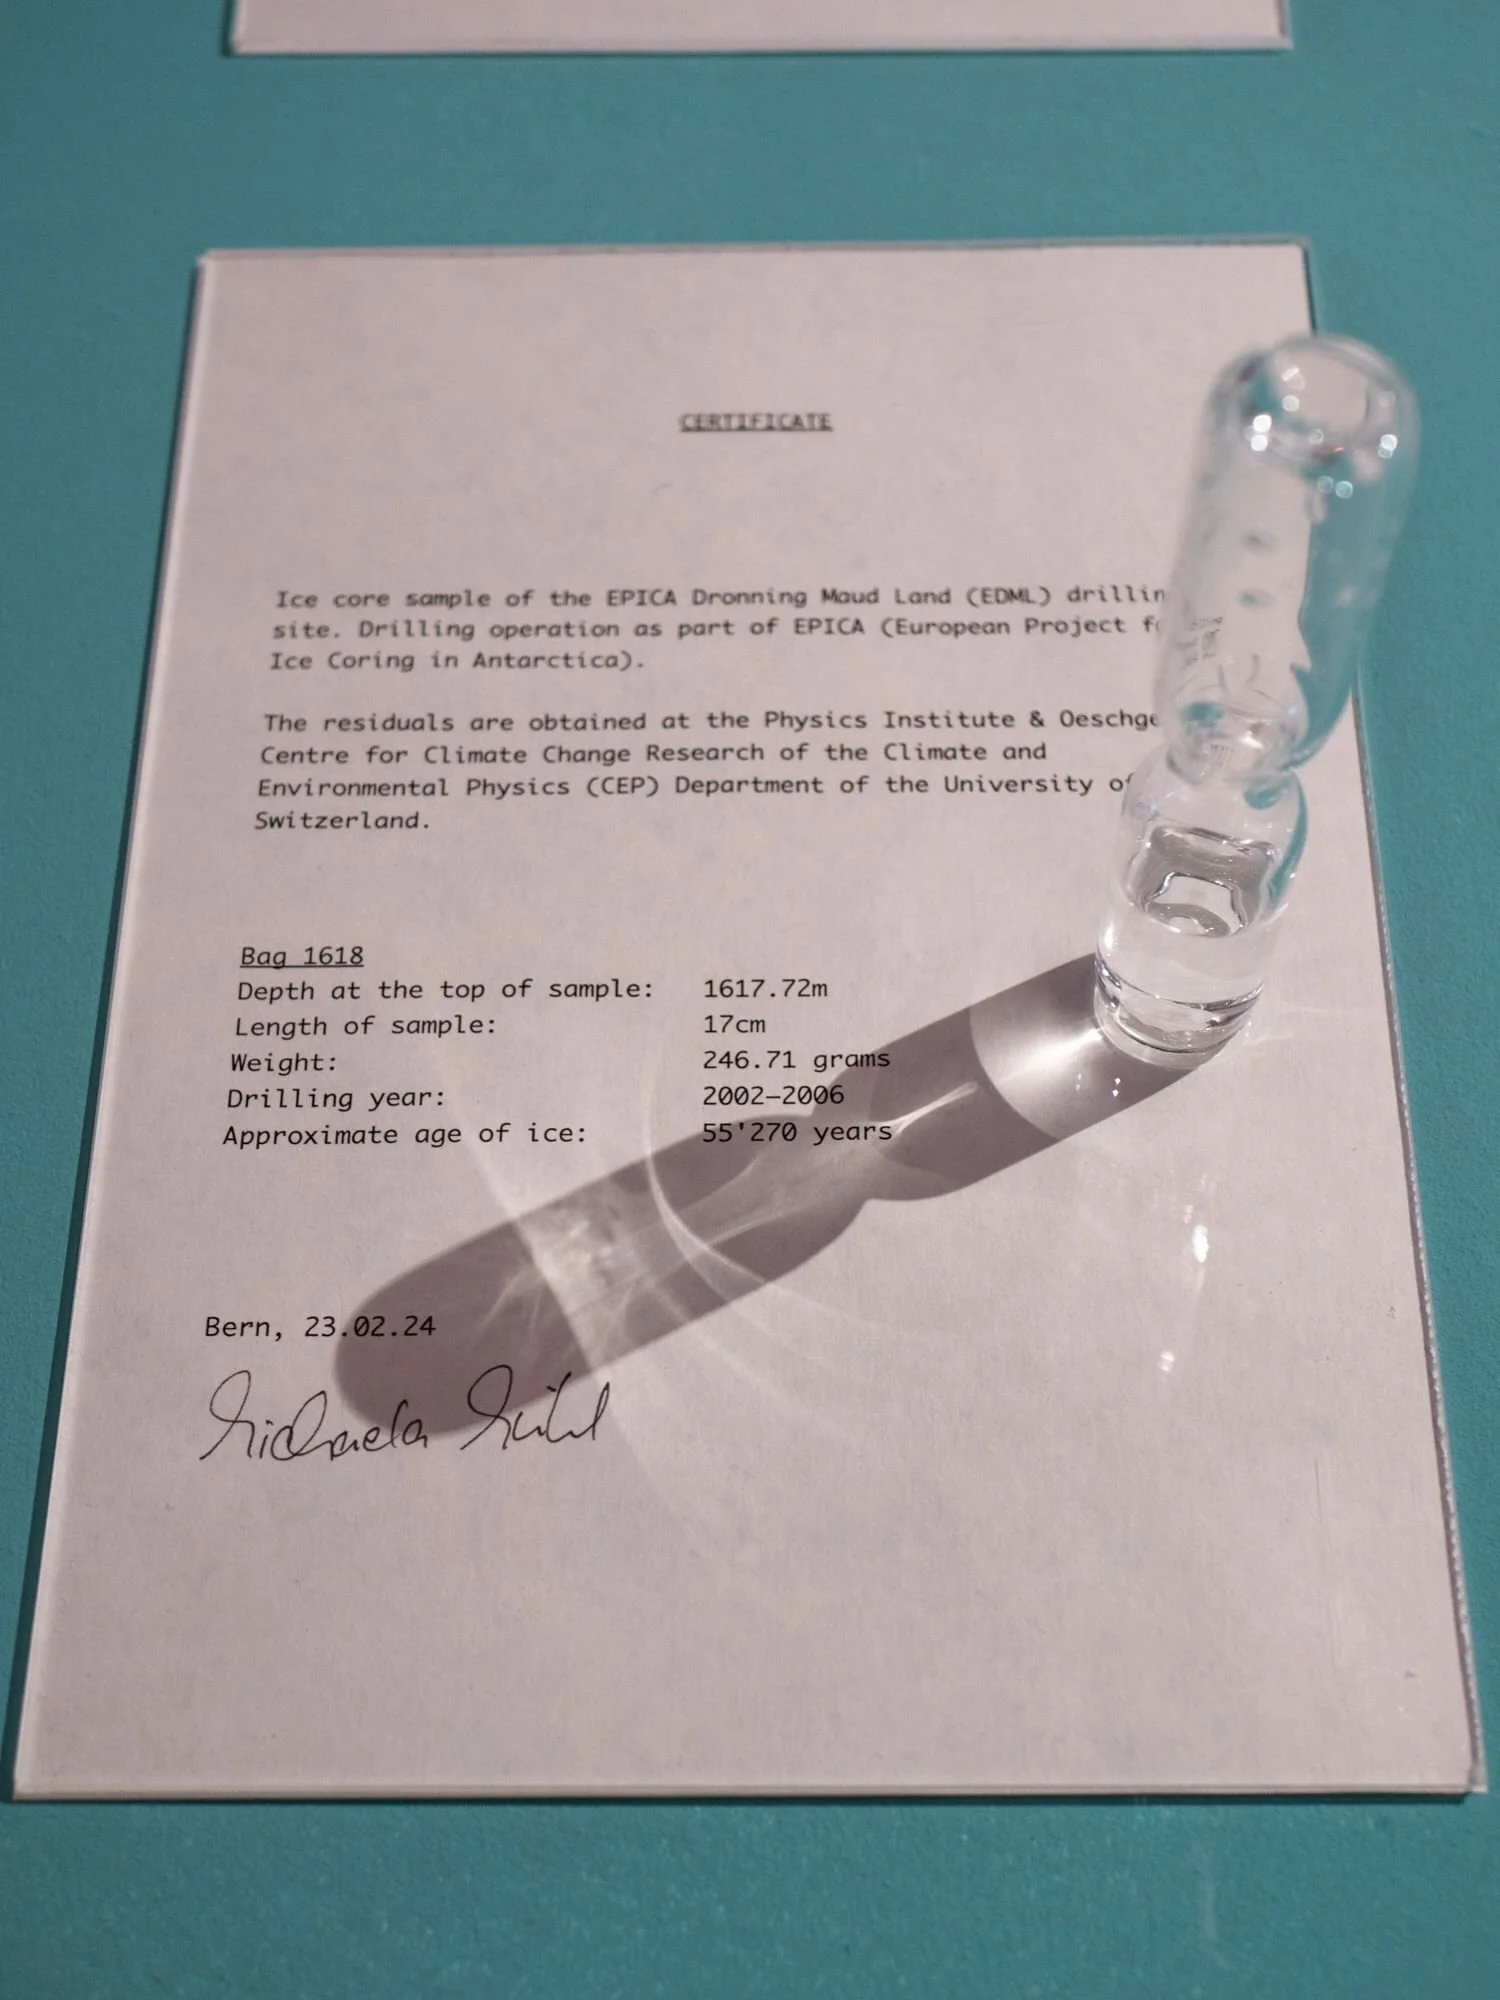 CERTIFICATE
Ice core sample of the EPICA Dronning Maud Land (EDML) drillin
site. Drilling operation as part of EPICA (European Project fo
Ice Coring in Antarctica).
The residuals are obtained at the Physics Institute & Oeschge
Centre for Climate Change Research of the Climate and
Environmental Physics (CEP) Department of the University of
Switzerland.
Bag 1618
Depth at the top of sample: 1617.72m
Length of sample: 17cm
Weight: 246.71 grams
Drilling year: 2002–2006
Approximate age of ice: 55'270 years
Bern, 23.02.24
Michaela